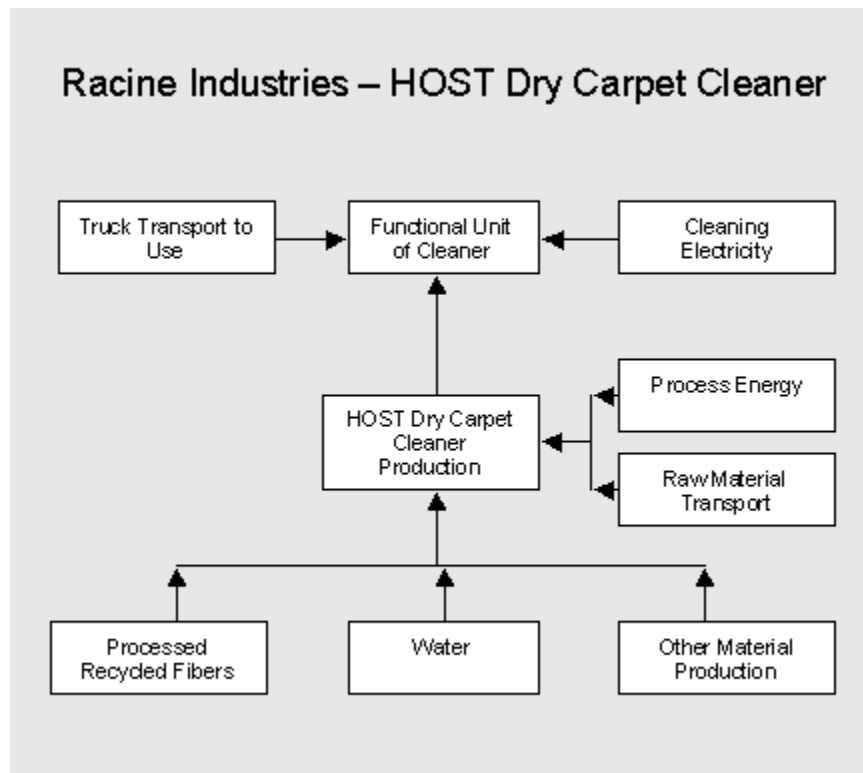 Racine Industries – HOST Dry Carpet Cleaner
Truck Transport to
Use
Functional Unit
of Cleaner
Cleaning
Electricity
Process Energy
HOST Dry Carpet
Cleaner
Production
Raw Material
Transport
Processed
Recycled Fibers
Water
Other Material
Production